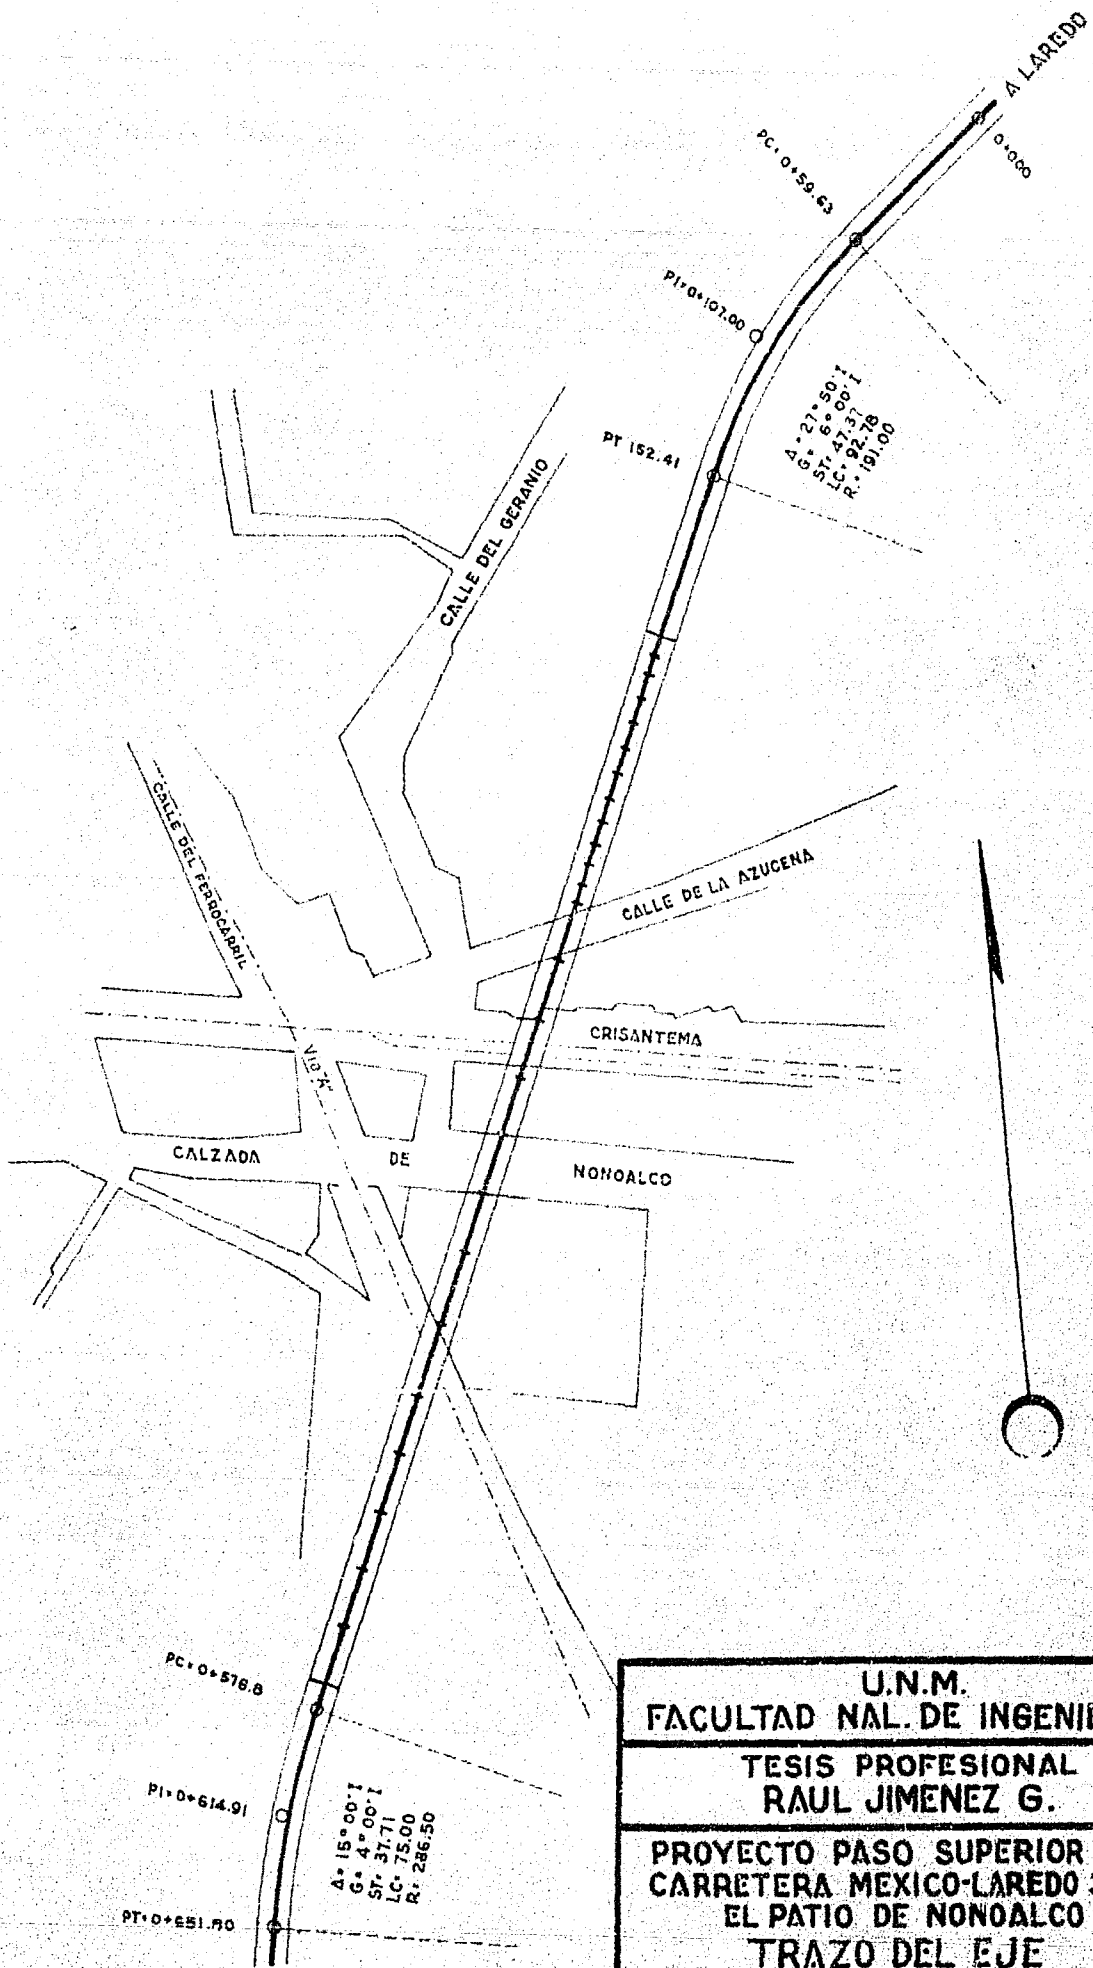 A LAREDO
0+000
PC= 0+59.63
PI=0+107.00
PT 152.41
Δ= 27° 50' I
G= 6° 00' I
ST= 47.37
LC= 92.78
R.= 191.00
CALLE DEL GERANIO
CALLE DEL FERROCARRIL
CALLE DE LA AZUCENA
CRISANTEMA
Via "A"
CALZADA DE NONOALCO
PC=0+576.8
PI=0+614.91
Δ= 15° 00' I
G= 4° 00' I
ST= 37.71
LC= 75.00
R= 286.50
PT=0+651.80
U.N.M.
FACULTAD NAL. DE INGENIE
TESIS PROFESIONAL
RAUL JIMENEZ G.
PROYECTO PASO SUPERIOR
CARRETERA MEXICO-LAREDO
EL PATIO DE NONOALCO
TRAZO DEL EJE